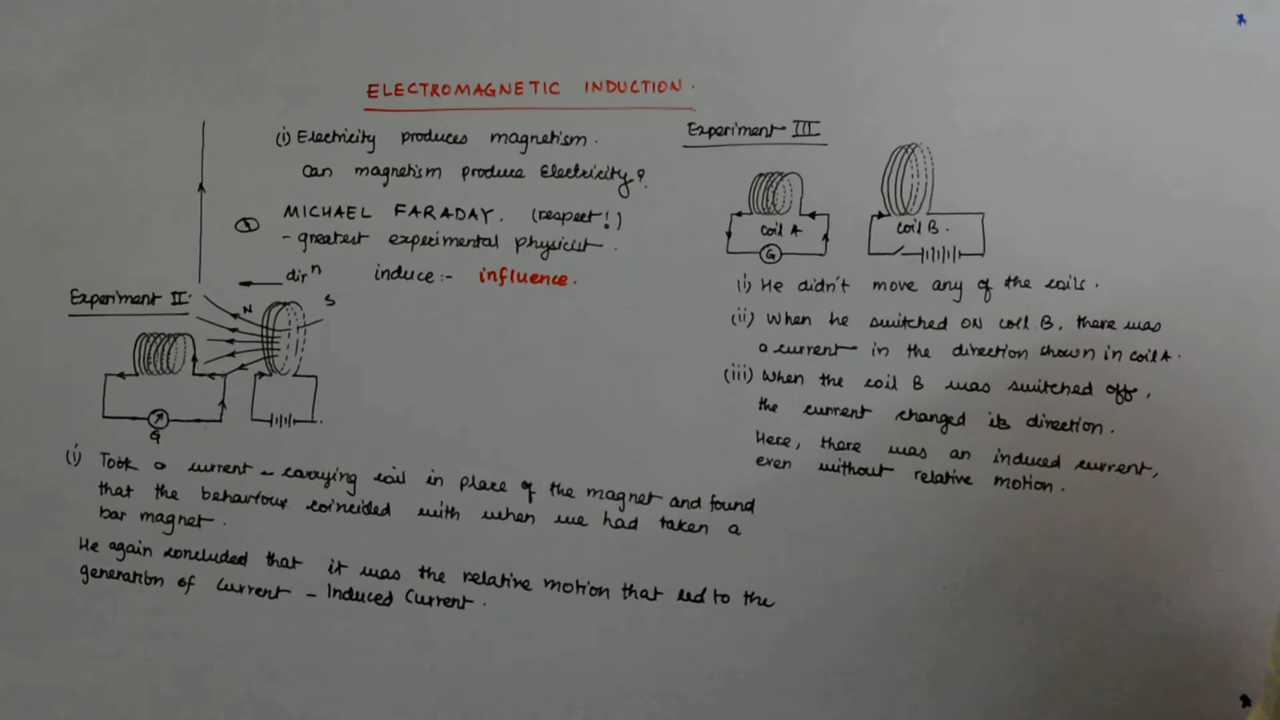 ELECTROMAGNETIC INDUCTION.
(i) Electricity produces magnetism.
Can magnetism produce Electricity?
MICHAEL FARADAY. (respect!)
- greatest experimental physicist.
dirⁿ
induce:- influence.
Experiment II:
N
S
G
(i) Took a current - carrying coil in place of the magnet and found
that the behaviour coincided with when we had taken a
bar magnet.
He again concluded that it was the relative motion that led to the
generation of current - Induced Current.
Experiment III
coil A
G
coil B.
(i) He didn't move any of the coils.
(ii) When he switched ON coil B, there was
a current in the direction shown in coil A.
(iii) When the coil B was switched off,
the current changed its direction.
Here, there was an induced current,
even without relative motion.